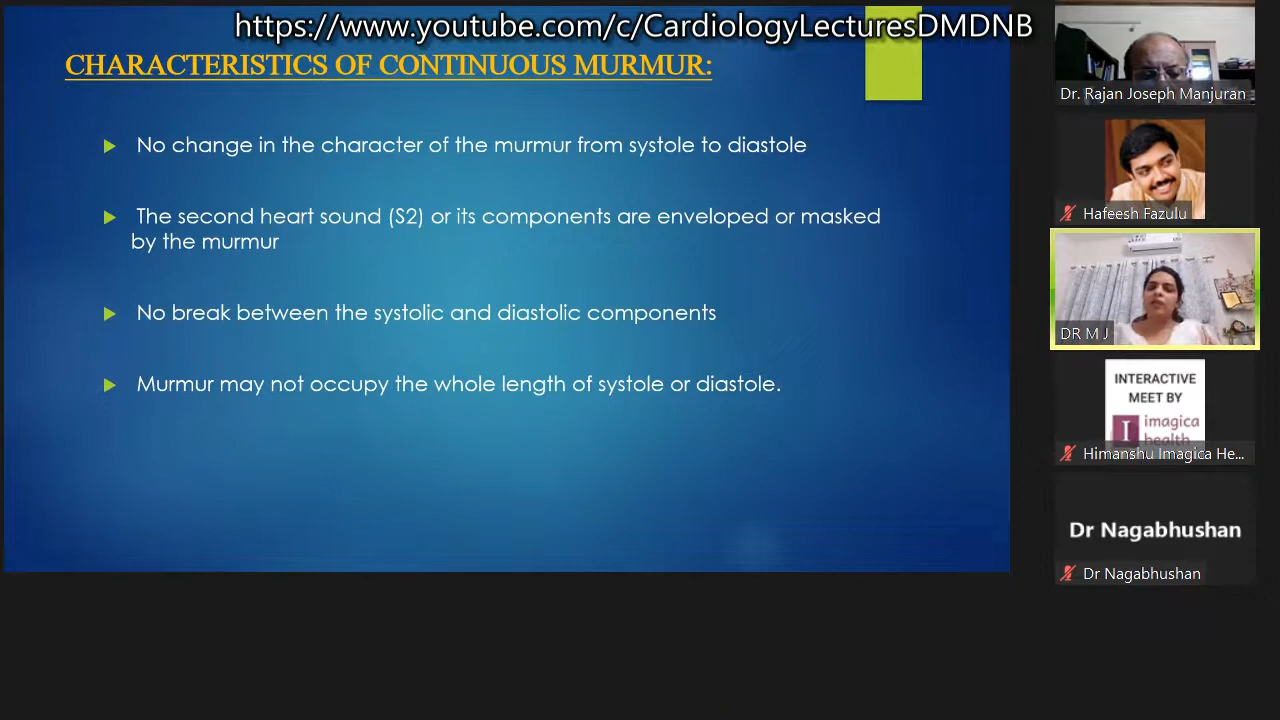 https://www.youtube.com/c/CardiologyLecturesDMDNB
CHARACTERISTICS OF CONTINUOUS MURMUR:
No change in the character of the murmur from systole to diastole
The second heart sound (S2) or its components are enveloped or masked
by the murmur
No break between the systolic and diastolic components
Murmur may not occupy the whole length of systole or diastole.
Dr. Rajan Joseph Manjuran
Hafeesh Fazulu
DR M J
INTERACTIVE
MEET BY
I imagica
health
Himanshu Imagica He...
Dr Nagabhushan
Dr Nagabhushan